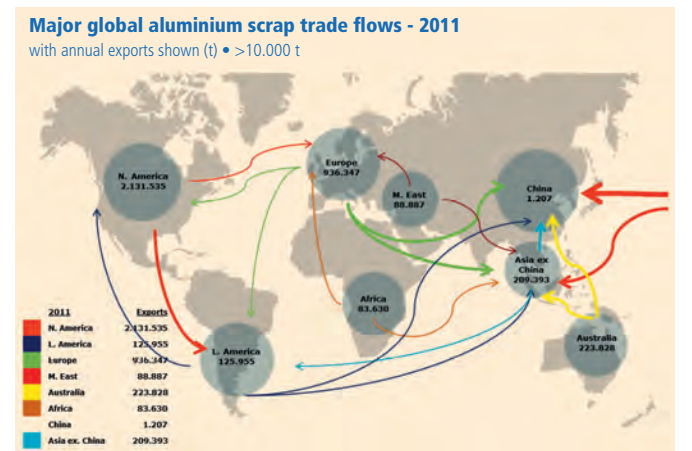 Major global aluminium scrap trade flows - 2011
with annual exports shown (t) • >10.000 t
N. America
2.131.535
Europe
936.347
M. East
88.887
China
1.207
Asia ex
China
209.393
Africa
83.630
L. America
125.955
Australia
223.828
2011 Exports
N. America 2.131.535
L. America 125.955
Europe 936.347
M. East 88.887
Australia 223.828
Africa 83.630
China 1.207
Asia ex. China 209.393